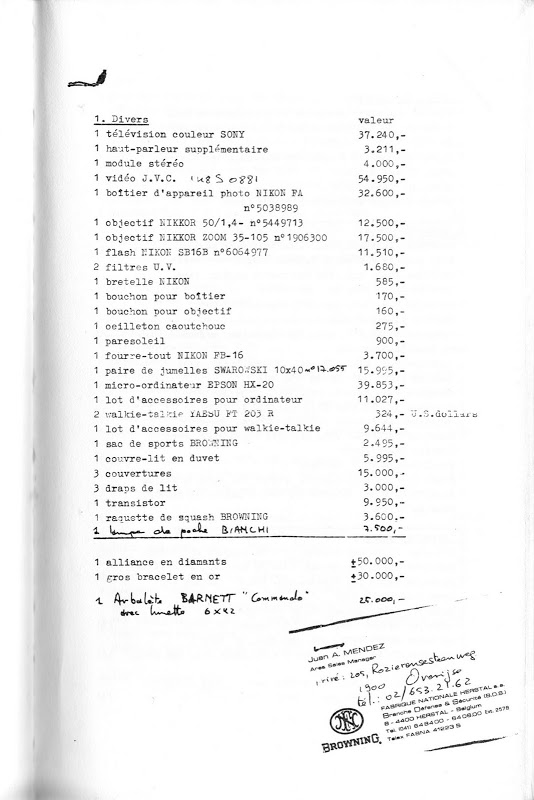 1. Divers valeur
1 télévision couleur SONY 37.240,-
1 haut-parleur supplémentaire 3.211,-
1 module stéréo 4.000,-
1 vidéo J.V.C. 148S0881 54.950,-
1 boîtier d'appareil photo NIKON FA 32.600,-
n°5038989
1 objectif NIKKOR 50/1,4- n°5449713 12.500,-
1 objectif NIKKOR ZOOM 35-105 n°1906300 17.500,-
1 flash NIKON SB16B n°6064977 11.510,-
2 filtres U.V. 1.680,-
1 bretelle NIKON 585,-
1 bouchon pour boîtier 170,-
1 bouchon pour objectif 160,-
1 oeilleton caoutchouc 275,-
1 paresoleil 900,-
1 fourre-tout NIKON FB-16 3.700,-
1 paire de jumelles SWAROWSKI 10x40 n°17.055 15.995,-
1 micro-ordinateur EPSON HX-20 39.853,-
1 lot d'accessoires pour ordinateur 11.027,-
2 walkie-talkie YAESU FT 203 R 324,- U.S.dollars
1 lot d'accessoires pour walkie-talkie 9.644,-
1 sac de sports BROWNING 2.495,-
1 couvre-lit en duvet 5.995,-
3 couvertures 15.000,-
3 draps de lit 3.000,-
1 transistor 9.950,-
1 raquette de squash BROWNING 3.600.-
1 lampe de poche BIANCHI 7.500,-
1 alliance en diamants ±50.000,-
1 gros bracelet en or ±30.000,-
1 Arbalète BARNETT "Commando" 25.000,-
avec lunette 6x42
Juan A. MENDEZ
Area Sales Manager
Privé: 205, Rozierensesteenweg
1900 Overijse
tél.: 02/653.21.62
FABRIQUE NATIONALE HERSTAL s.a.
Branche Défense & Sécurité (B.D.S.)
B - 4400 HERSTAL - Belgium
Tel. (041) 648400 - 640800 Ext. 2578
Telex FABNA 41223 B
FN
BROWNING.